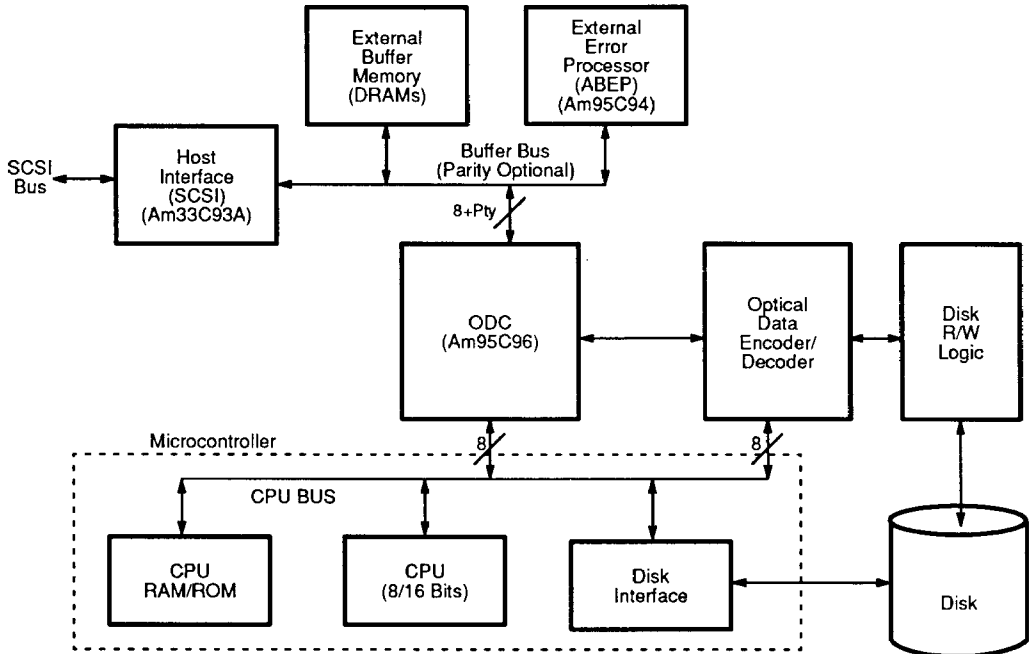 External
Buffer
Memory
(DRAMs)
External
Error
Processor
(ABEP)
(Am95C94)
SCSI
Bus
Host
Interface
(SCSI)
(Am33C93A)
Buffer Bus
(Parity Optional)
8+Pty
ODC
(Am95C96)
Optical
Data
Encoder/
Decoder
Disk
R/W
Logic
Microcontroller
8
8
CPU BUS
CPU
RAM/ROM
CPU
(8/16 Bits)
Disk
Interface
Disk